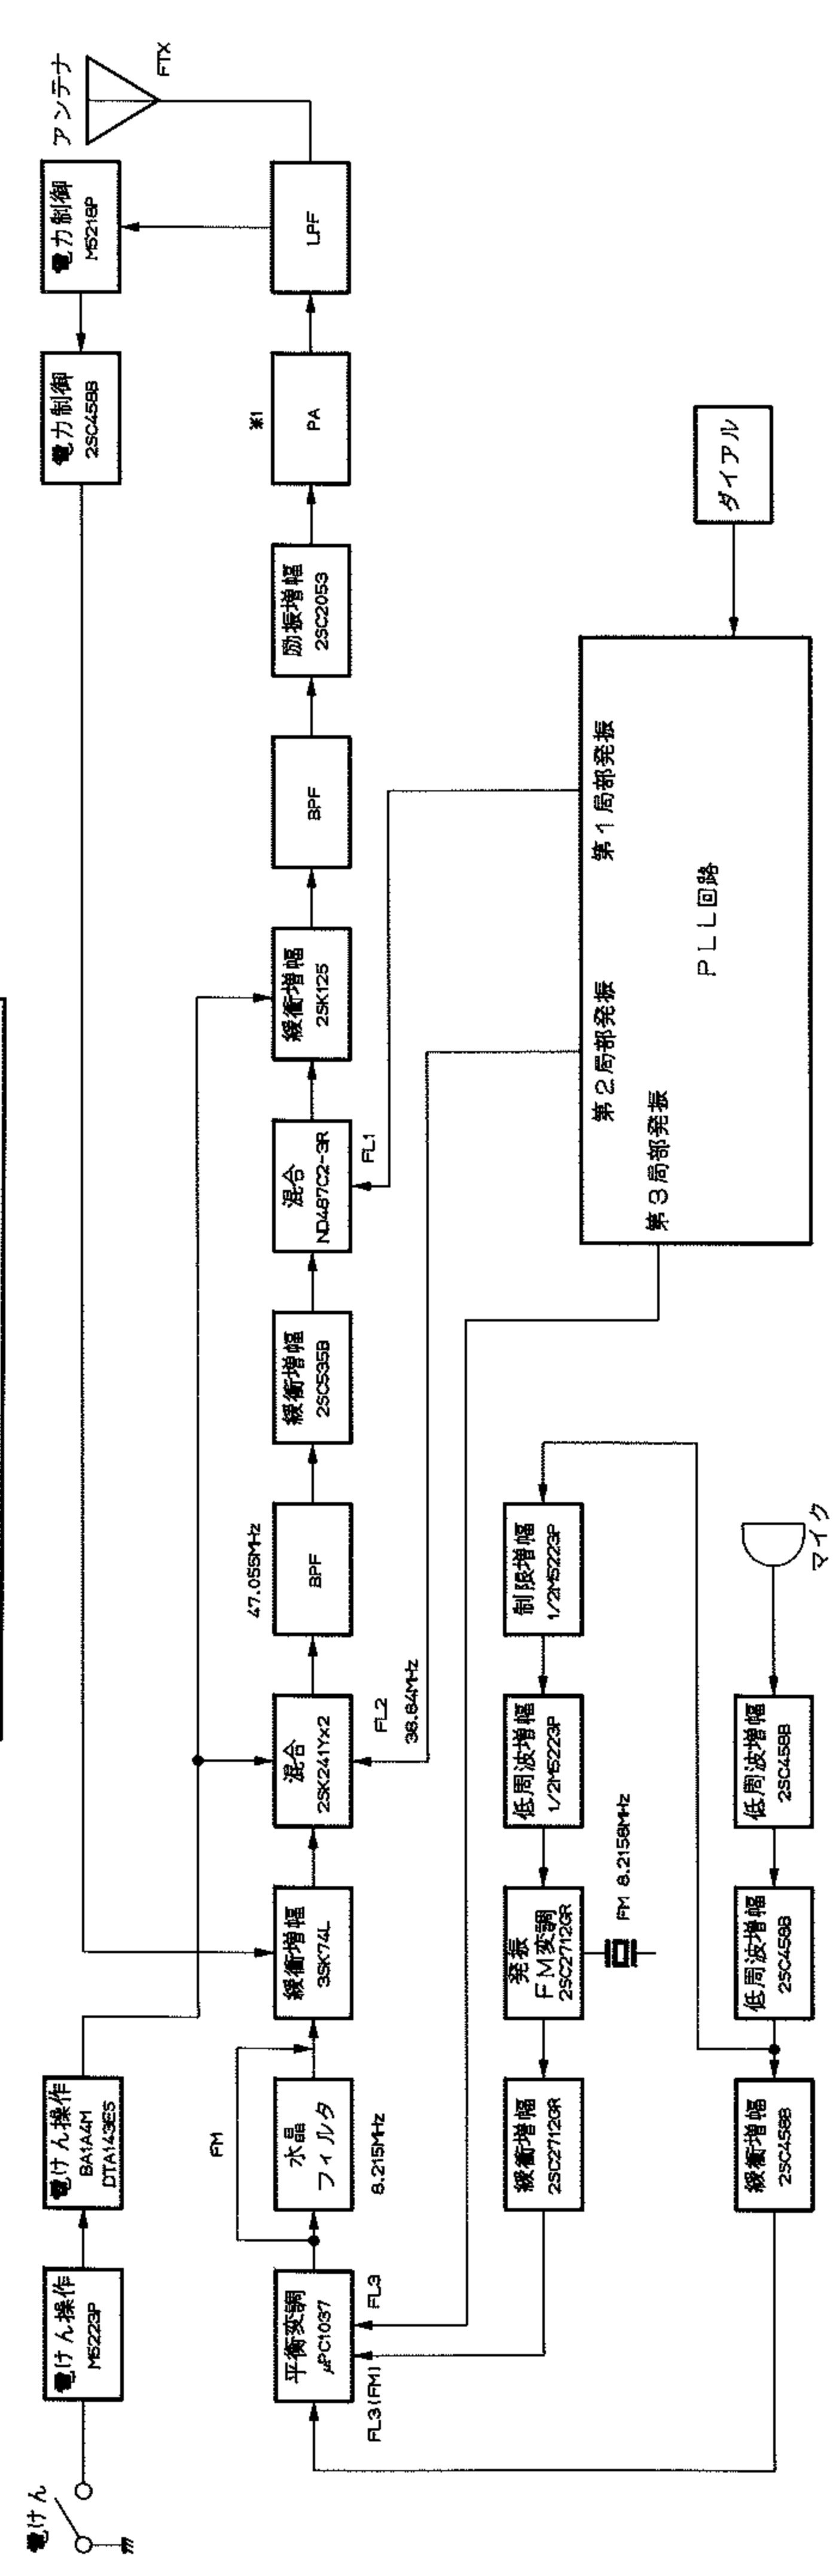 電けん
電けん操作
M5223P
電けん操作
BA1A4M
DTA143ES
電力制御
2SC458B
電力制御
M5218P
アンテナ
FTX
平衡変調
μPC1037
FM
水晶
フィルタ
8.215MHz
緩衝増幅
3SK74L
混合
2SK241Y×2
47.055MHz
BPF
緩衝増幅
2SC535B
混合
ND487C2-3R
緩衝増幅
2SK125
BPF
励振増幅
2SC2053
※1
PA
LPF
FL3(FM)
FL3
FL2
38.84MHz
FL1
緩衝増幅
2SC2712GR
発振
FM変調
2SC2712GR
FM 8.2158MHz
低周波増幅
1/2M5223P
制限増幅
1/2M5223P
第3局部発振
第2局部発振
第1局部発振
PLL回路
ダイアル
緩衝増幅
2SC458B
低周波増幅
2SC458B
低周波増幅
2SC458B
マイク